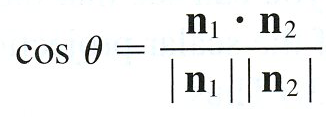 cos θ = n₁ · n₂ / |n₁| |n₂|